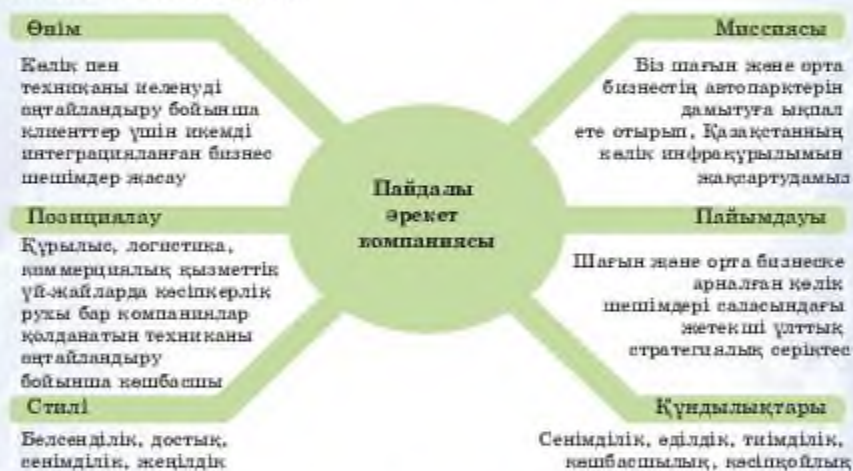 Өнім
Көлік пен
техниканы иеленуді
оңтайландыру бойынша
клиенттер үшін икемді
интеграцияланған бизнес
шешімдер жасау
Позициялау
Құрылыс, логистика,
коммерциялық қызметтік
үй-жайларда кәсіпкерлік
рухы бар компаниялар
қолданатын техниканы
оңтайландыру
бойынша көшбасшы
Стилі
Белсенділік, достық,
сенімділік, жеңілдік
Пайдалы
әрекет
компаниясы
Миссиясы
Біз шағын және орта
бизнестің автопарктерін
дамытуға ықпал
ете отырып, Қазақстанның
көлік инфрақұрылымын
жақсартудамыз
Пайымдауы
Шағын және орта бизнеске
арналған көлік
шешімдері саласындағы
жетекші ұлттық
стратегиялық серіктес
Құндылықтары
Сенімділік, әділдік, тиімділік,
көшбасшылық, кәсіпқойлық